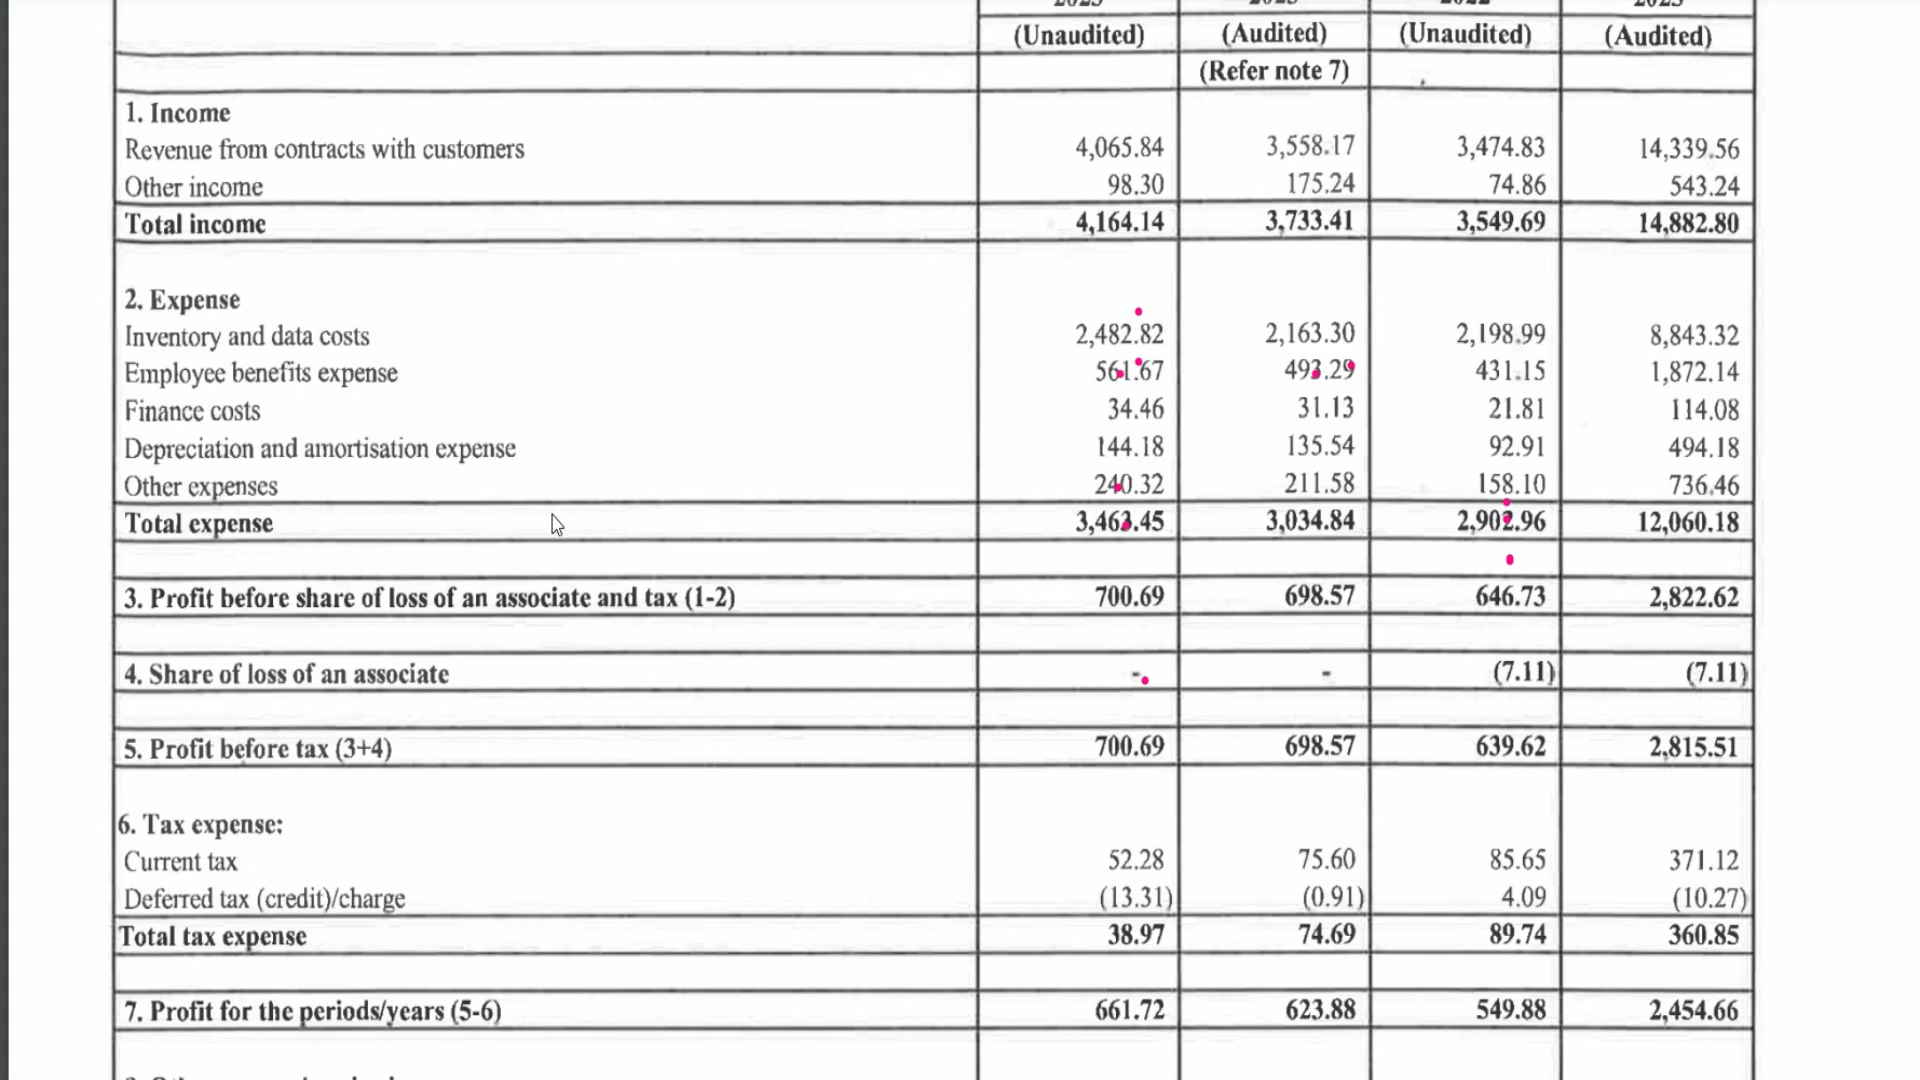 (Unaudited) (Audited) (Unaudited) (Audited)
(Refer note 7)
1. Income
Revenue from contracts with customers 4,065.84 3,558.17 3,474.83 14,339.56
Other income 98.30 175.24 74.86 543.24
Total income 4,164.14 3,733.41 3,549.69 14,882.80
2. Expense
Inventory and data costs 2,482.82 2,163.30 2,198.99 8,843.32
Employee benefits expense 561.67 493.29 431.15 1,872.14
Finance costs 34.46 31.13 21.81 114.08
Depreciation and amortisation expense 144.18 135.54 92.91 494.18
Other expenses 240.32 211.58 158.10 736.46
Total expense 3,463.45 3,034.84 2,902.96 12,060.18
3. Profit before share of loss of an associate and tax (1-2) 700.69 698.57 646.73 2,822.62
4. Share of loss of an associate - - (7.11) (7.11)
5. Profit before tax (3+4) 700.69 698.57 639.62 2,815.51
6. Tax expense:
Current tax 52.28 75.60 85.65 371.12
Deferred tax (credit)/charge (13.31) (0.91) 4.09 (10.27)
Total tax expense 38.97 74.69 89.74 360.85
7. Profit for the periods/years (5-6) 661.72 623.88 549.88 2,454.66